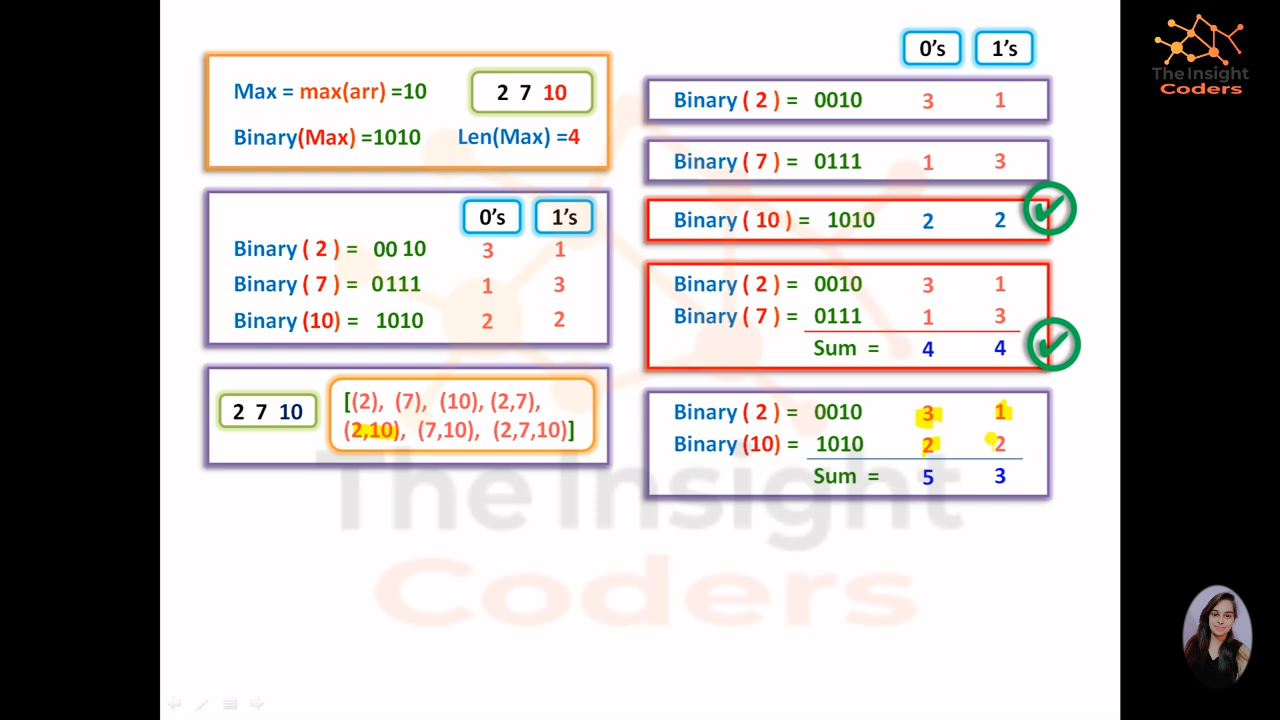 The Insight
Coders
Max = max(arr) =10
2 7 10
Binary(Max) =1010
Len(Max) =4
0's 1's
Binary ( 2 ) = 00 10 3 1
Binary ( 7 ) = 0111 1 3
Binary (10) = 1010 2 2
2 7 10
[(2), (7), (10), (2,7),
(2,10), (7,10), (2,7,10)]
0's 1's
Binary ( 2 ) = 0010 3 1
Binary ( 7 ) = 0111 1 3
Binary ( 10 ) = 1010 2 2
Binary ( 2 ) = 0010 3 1
Binary ( 7 ) = 0111 1 3
Sum = 4 4
Binary ( 2 ) = 0010 3 1
Binary (10) = 1010 2 2
Sum = 5 3
The Insight
Coders